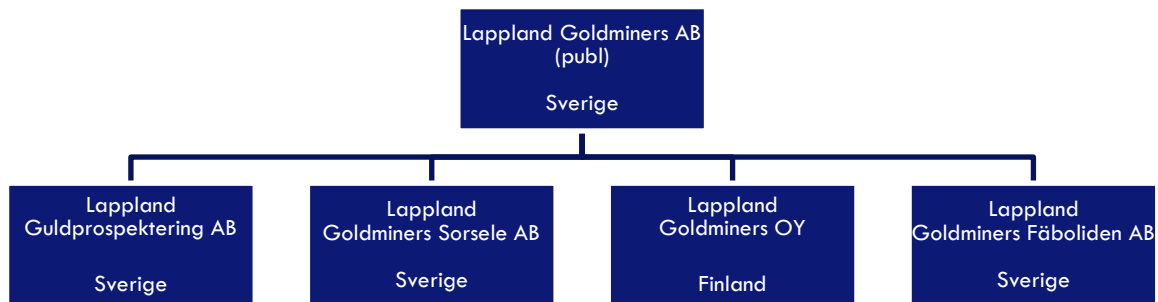 Lappland Goldminers AB
(publ)
Sverige
Lappland
Guldprospektering AB
Sverige
Lappland
Goldminers Sorsele AB
Sverige
Lappland
Goldminers OY
Finland
Lappland
Goldminers Fäboliden AB
Sverige